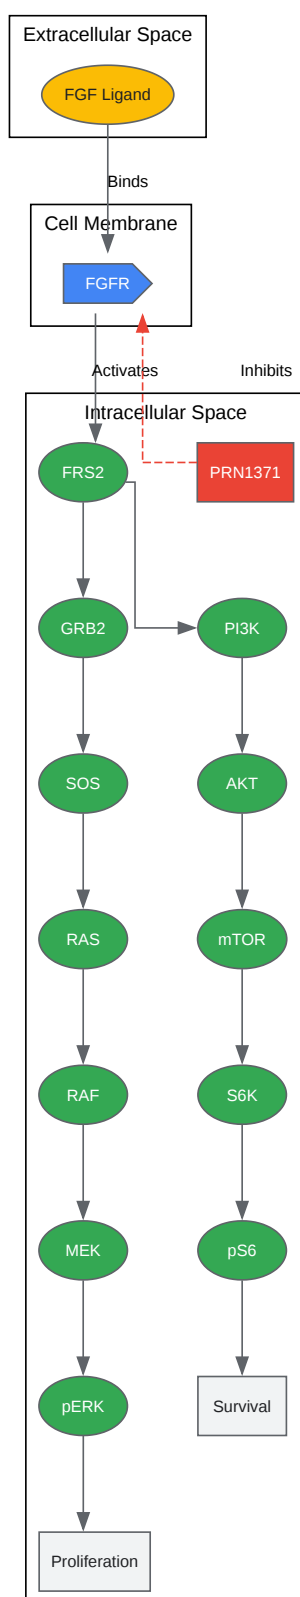 Extracellular Space
FGF Ligand
Binds
Cell Membrane
FGFR
Activates
Inhibits
Intracellular Space
FRS2
PRN1371
GRB2
PI3K
SOS
AKT
RAS
mTOR
RAF
S6K
MEK
pS6
pERK
Survival
Proliferation